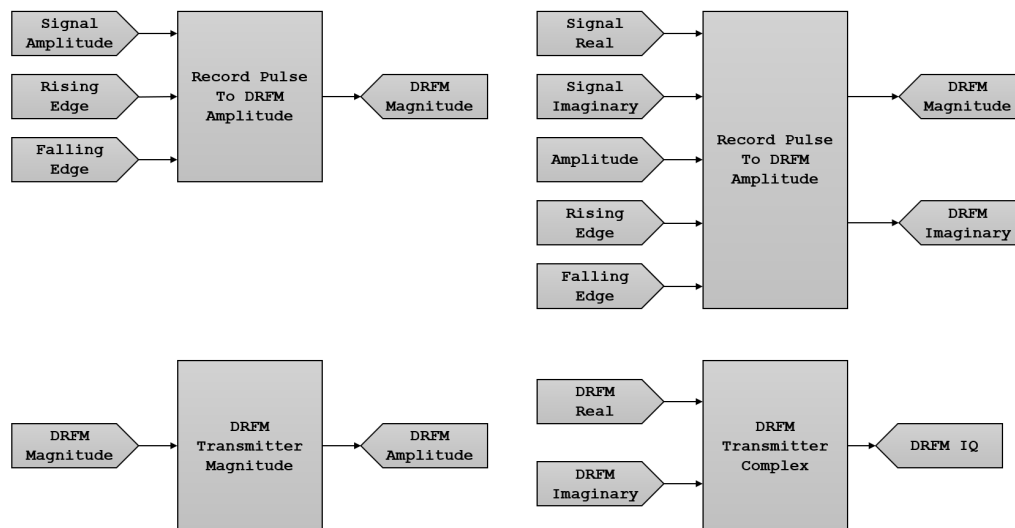 Signal
Amplitude
Rising
Edge
Falling
Edge
Record Pulse
To DRFM
Amplitude
DRFM
Magnitude
Signal
Real
Signal
Imaginary
Amplitude
Rising
Edge
Falling
Edge
Record Pulse
To DRFM
Amplitude
DRFM
Magnitude
DRFM
Imaginary
DRFM
Magnitude
DRFM
Transmitter
Magnitude
DRFM
Amplitude
DRFM
Real
DRFM
Imaginary
DRFM
Transmitter
Complex
DRFM IQ